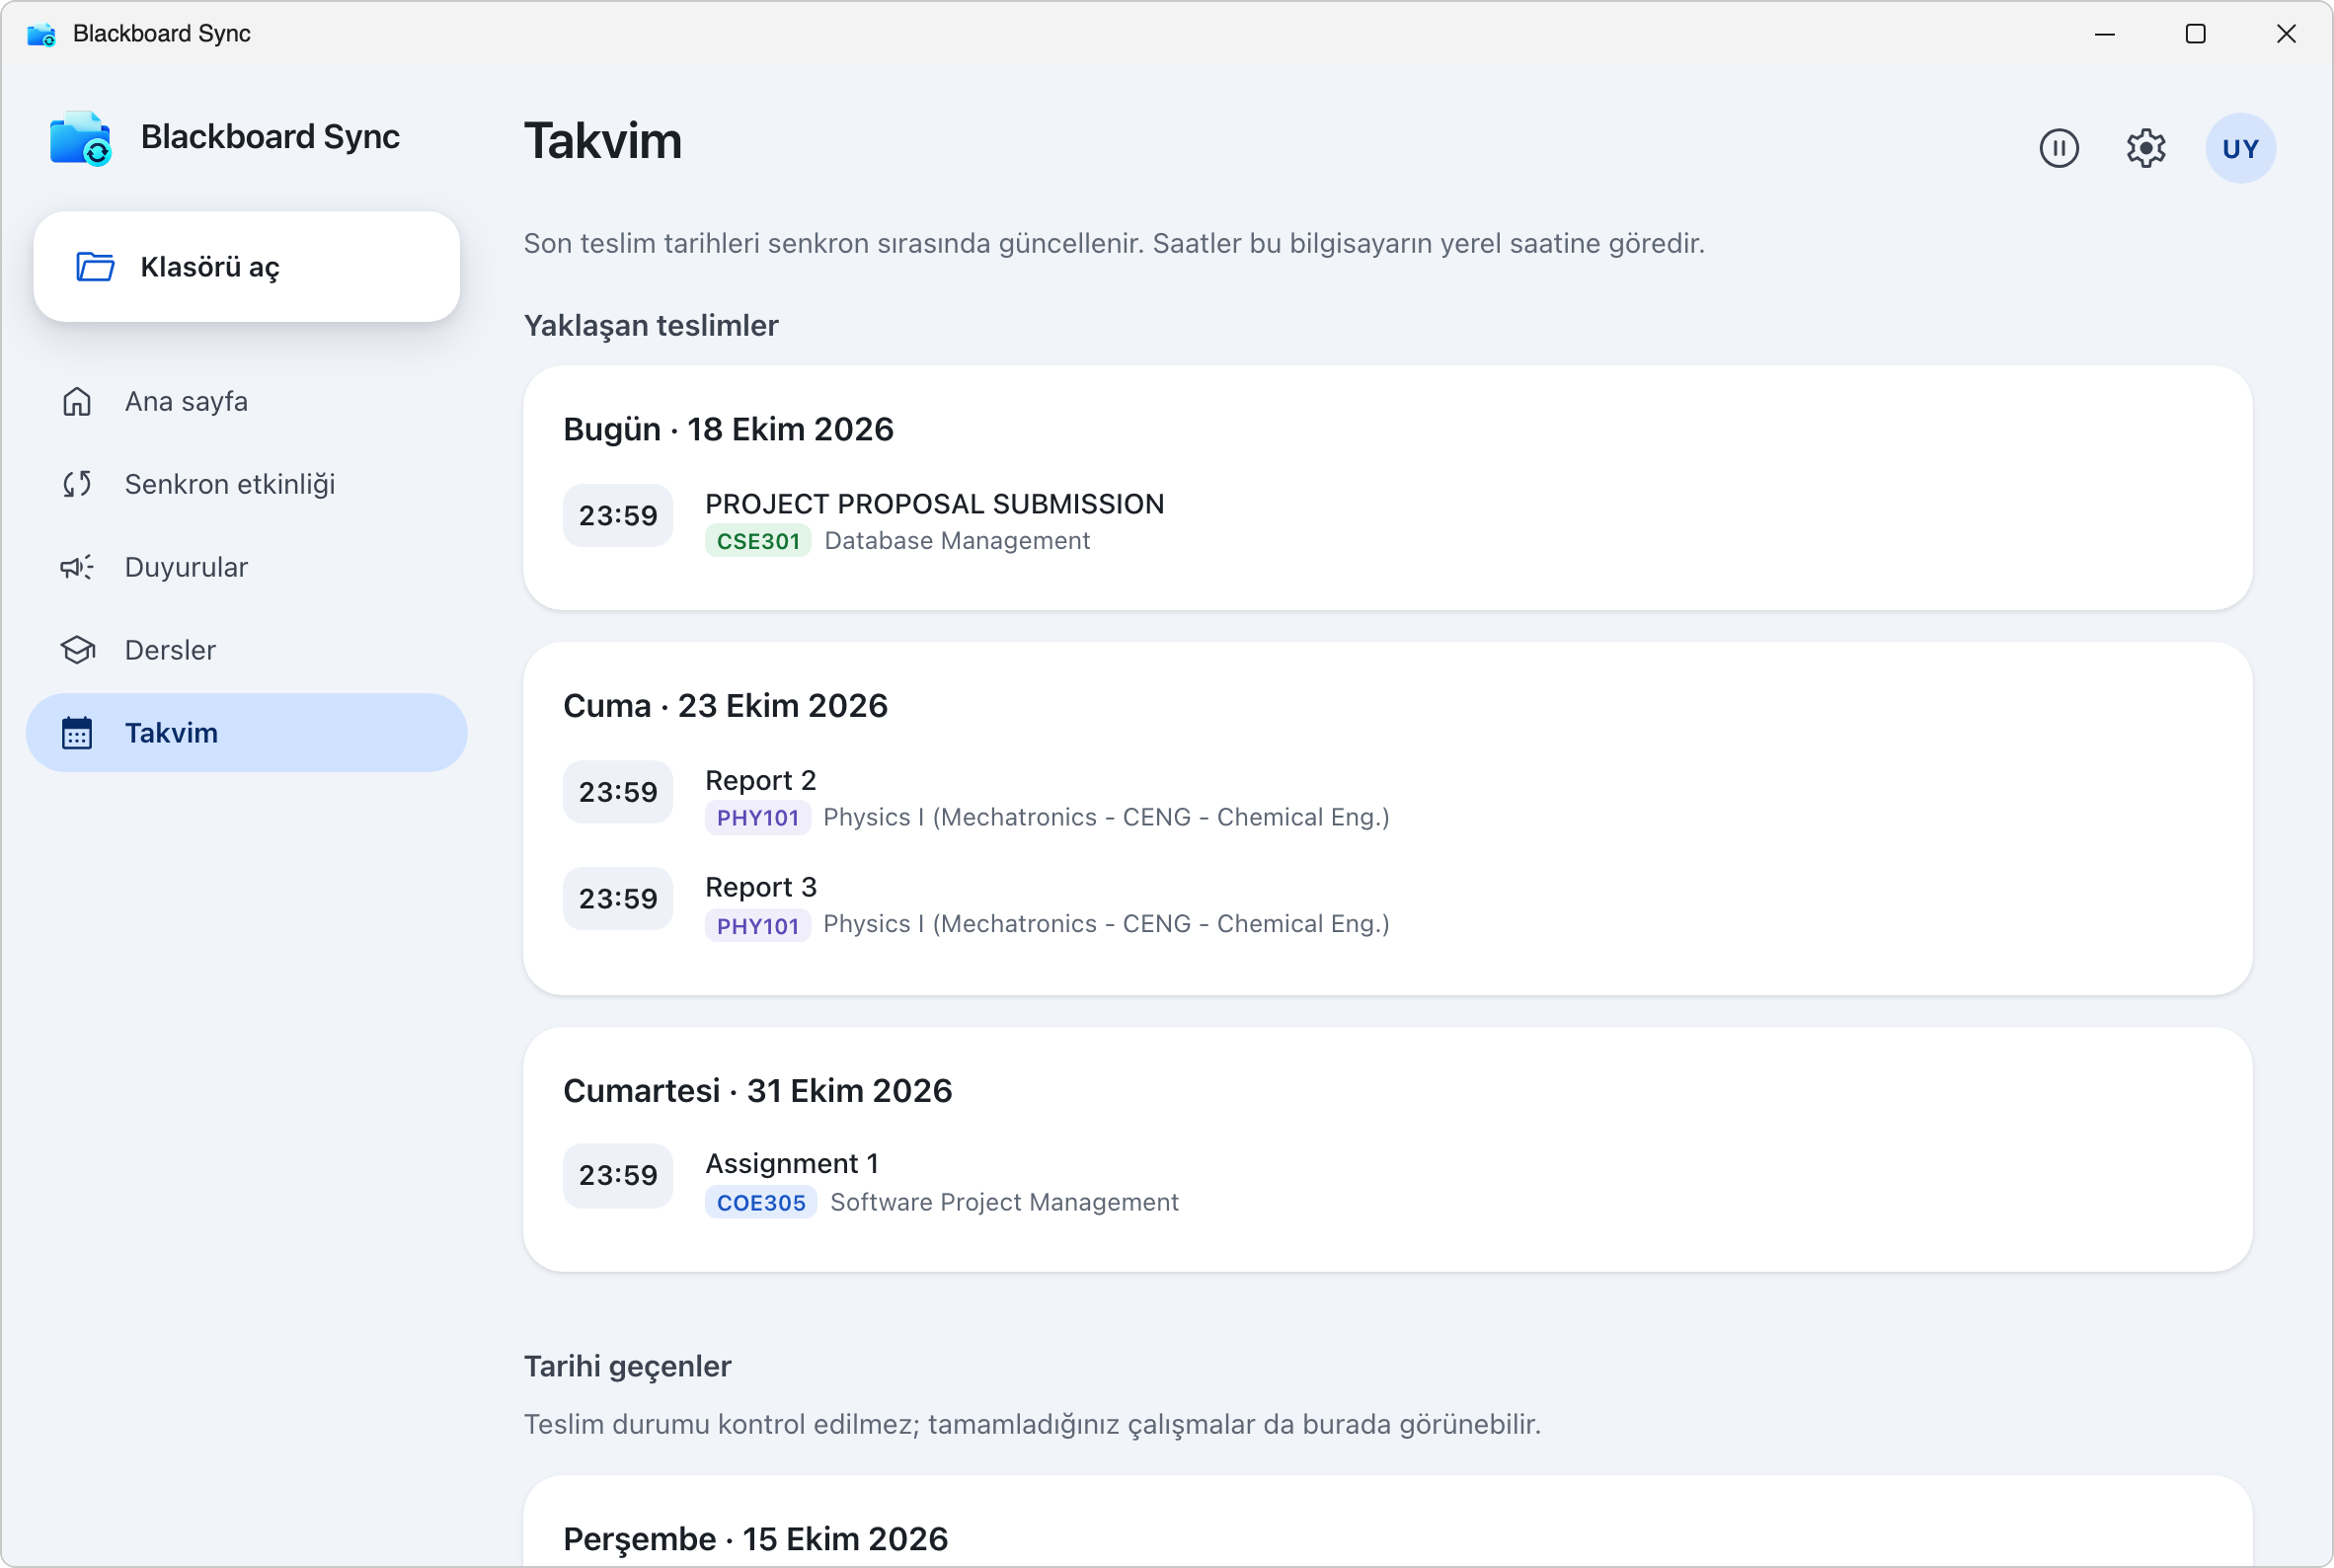 Blackboard Sync
Blackboard Sync
Klasörü aç
Ana sayfa
Senkron etkinliği
Duyurular
Dersler
Takvim
Takvim
UY
Son teslim tarihleri senkron sırasında güncellenir. Saatler bu bilgisayarın yerel saatine göredir.
Yaklaşan teslimler
Bugün · 18 Ekim 2026
23:59
PROJECT PROPOSAL SUBMISSION
CSE301 Database Management
Cuma · 23 Ekim 2026
23:59
Report 2
PHY101 Physics I (Mechatronics - CENG - Chemical Eng.)
23:59
Report 3
PHY101 Physics I (Mechatronics - CENG - Chemical Eng.)
Cumartesi · 31 Ekim 2026
23:59
Assignment 1
COE305 Software Project Management
Tarihi geçenler
Teslim durumu kontrol edilmez; tamamladığınız çalışmalar da burada görünebilir.
Perşembe · 15 Ekim 2026